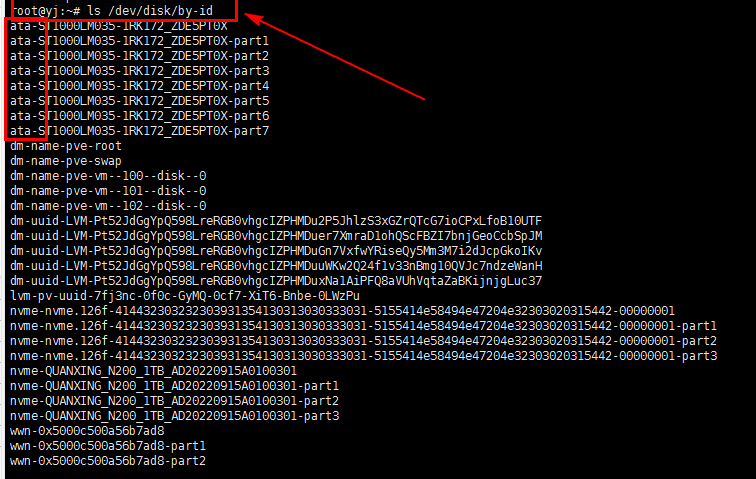 root@yj:~# ls /dev/disk/by-id
ata-ST1000LM035-1RK172_ZDE5PT0X
ata-ST1000LM035-1RK172_ZDE5PT0X-part1
ata-ST1000LM035-1RK172_ZDE5PT0X-part2
ata-ST1000LM035-1RK172_ZDE5PT0X-part3
ata-ST1000LM035-1RK172_ZDE5PT0X-part4
ata-ST1000LM035-1RK172_ZDE5PT0X-part5
ata-ST1000LM035-1RK172_ZDE5PT0X-part6
ata-ST1000LM035-1RK172_ZDE5PT0X-part7
dm-name-pve-root
dm-name-pve-swap
dm-name-pve-vm--100--disk--0
dm-name-pve-vm--101--disk--0
dm-name-pve-vm--102--disk--0
dm-uuid-LVM-Pt52JdGgYpQ598LreRGB0vhgcIZPHMDu2P5JhlzS3xGZrQTcG7ioCPxLfoB10UTF
dm-uuid-LVM-Pt52JdGgYpQ598LreRGB0vhgcIZPHMDuer7XmraD1ohQScFBZI7bnjGeoCcbSpJM
dm-uuid-LVM-Pt52JdGgYpQ598LreRGB0vhgcIZPHMDuGn7VxfwYRiseQy5Mm3M7i2dJcpGkoIKv
dm-uuid-LVM-Pt52JdGgYpQ598LreRGB0vhgcIZPHMDuuWKw2Q24f1v33nBmg10QVJc7ndzeWanH
dm-uuid-LVM-Pt52JdGgYpQ598LreRGB0vhgcIZPHMDuxNa1AiPFQ8aVUhVqtaZaBKijnjgLuc37
lvm-pv-uuid-7fj3nc-0f0c-GyMQ-0cf7-XiT6-Bnbe-0LWzPu
nvme-nvme.126f-414432303232303931354130313030333031-5155414e58494e47204e32303020315442-00000001
nvme-nvme.126f-414432303232303931354130313030333031-5155414e58494e47204e32303020315442-00000001-part1
nvme-nvme.126f-414432303232303931354130313030333031-5155414e58494e47204e32303020315442-00000001-part2
nvme-nvme.126f-414432303232303931354130313030333031-5155414e58494e47204e32303020315442-00000001-part3
nvme-QUANXING_N200_1TB_AD20220915A0100301
nvme-QUANXING_N200_1TB_AD20220915A0100301-part1
nvme-QUANXING_N200_1TB_AD20220915A0100301-part2
nvme-QUANXING_N200_1TB_AD20220915A0100301-part3
wwn-0x5000c500a56b7ad8
wwn-0x5000c500a56b7ad8-part1
wwn-0x5000c500a56b7ad8-part2